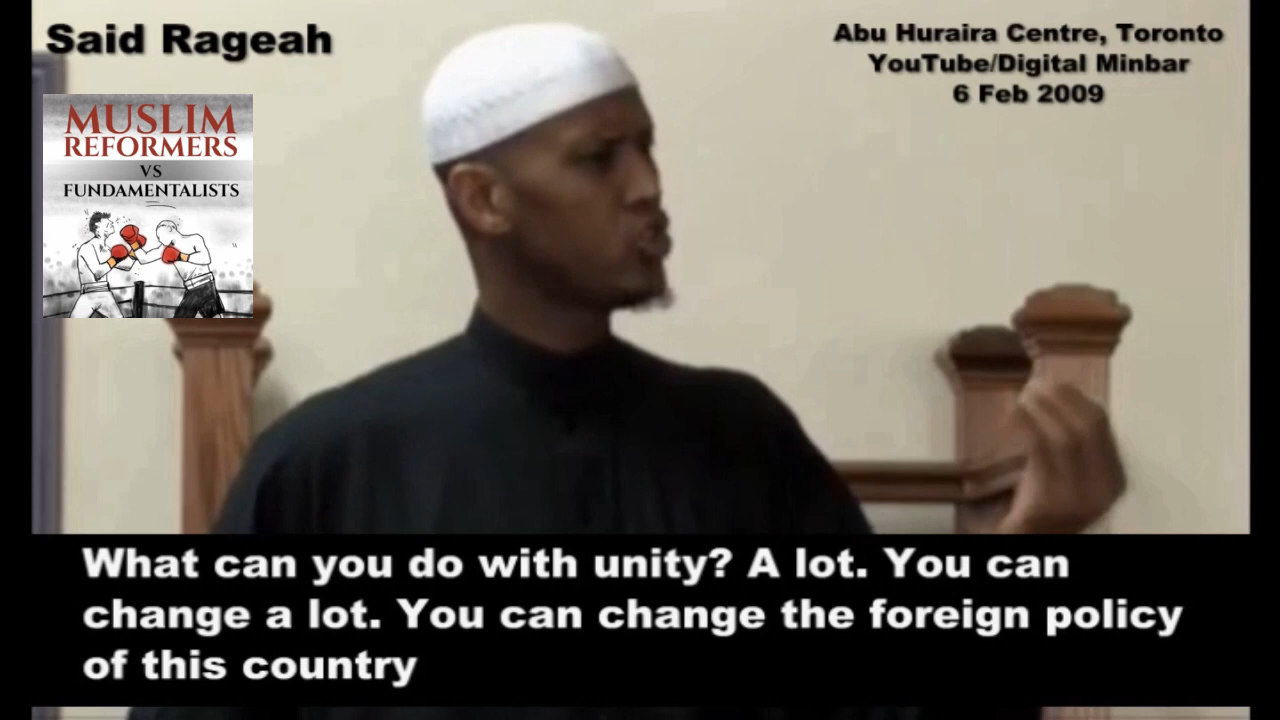 Said Rageah
Abu Huraira Centre, Toronto
YouTube/Digital Minbar
6 Feb 2009
MUSLIM
REFORMERS
VS
FUNDAMENTALISTS
What can you do with unity? A lot. You can
change a lot. You can change the foreign policy
of this country